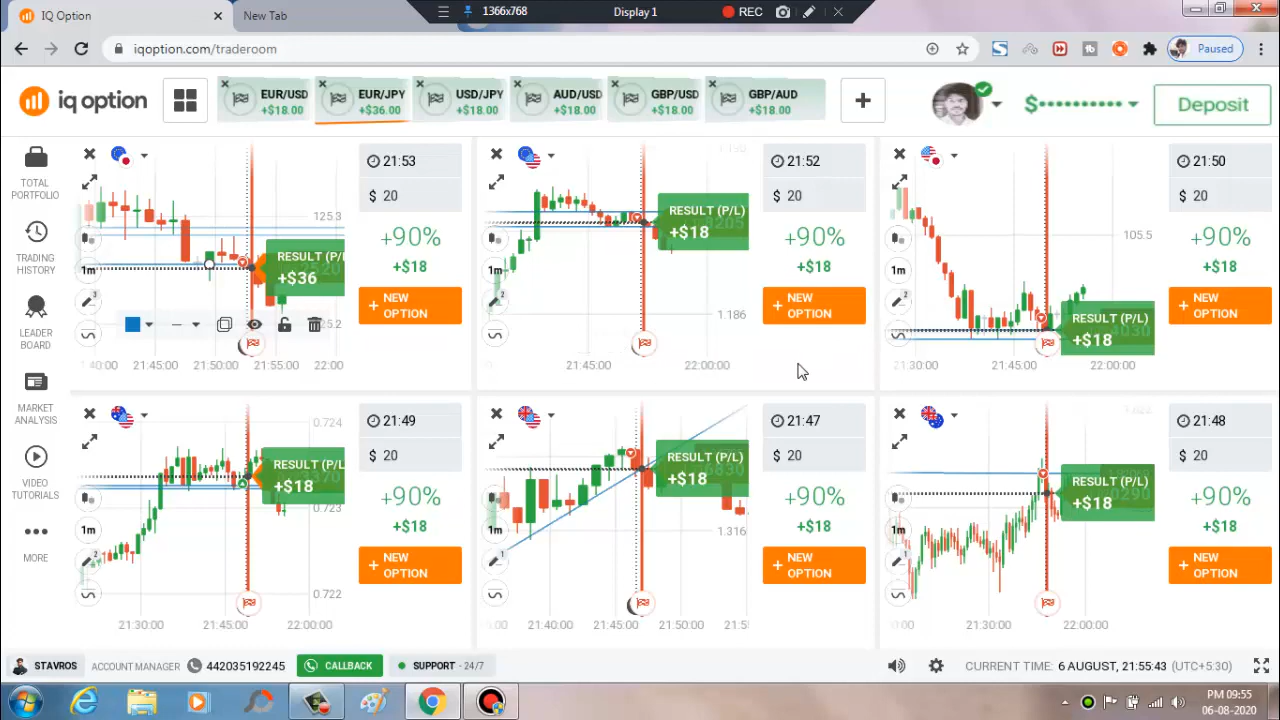 IQ Option
New Tab
1366x768
Display 1
REC
iqoption.com/traderoom
Paused
iq option
EUR/USD
+$18.00
EUR/JPY
+$36.00
USD/JPY
+$18.00
AUD/USD
+$18.00
GBP/USD
+$18.00
GBP/AUD
+$18.00
Deposit
TOTAL
PORTFOLIO
TRADING
HISTORY
LEADER
BOARD
MARKET
ANALYSIS
VIDEO
TUTORIALS
MORE
125.3
RESULT (P/L
+$36
1m
21:45:00
21:50:00
21:55:00
22:00
21:53
$ 20
+90%
+$18
+ NEW
OPTION
RESULT (P/L)
+$18
1m
1.186
21:45:00
22:00:00
21:52
$ 20
+90%
+$18
+ NEW
OPTION
105.5
RESULT (P/L)
+$18
1m
21:30:00
21:45:00
22:00:00
21:50
$ 20
+90%
+$18
+ NEW
OPTION
0.724
RESULT (P/L
+$18
0.723
1m
0.722
21:30:00
21:45:00
22:00:00
21:49
$ 20
+90%
+$18
+ NEW
OPTION
RESULT (P/L)
+$18
1m
1.316
21:40:00
21:45:00
21:50:00
21:47
$ 20
+90%
+$18
+ NEW
OPTION
RESULT (P/L)
+$18
1m
21:30:00
22:00:00
21:48
$ 20
+90%
+$18
+ NEW
OPTION
STAVROS
ACCOUNT MANAGER
442035192245
CALLBACK
SUPPORT - 24/7
CURRENT TIME: 6 AUGUST, 21:55:43 (UTC+5:30)
PM 09:55
06-08-2020